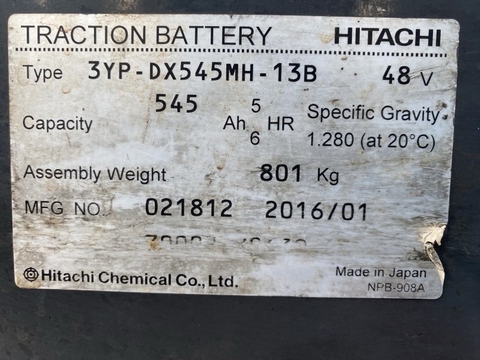 TRACTION BATTERY HITACHI
Type 3YP-DX545MH-13B 48 V
Capacity 545 Ah 5 HR Specific Gravity
6 1.280 (at 20°C)
Assembly Weight 801 Kg
MFG NO. 021812 2016/01
Hitachi Chemical Co., Ltd. Made in Japan
NPB-908A